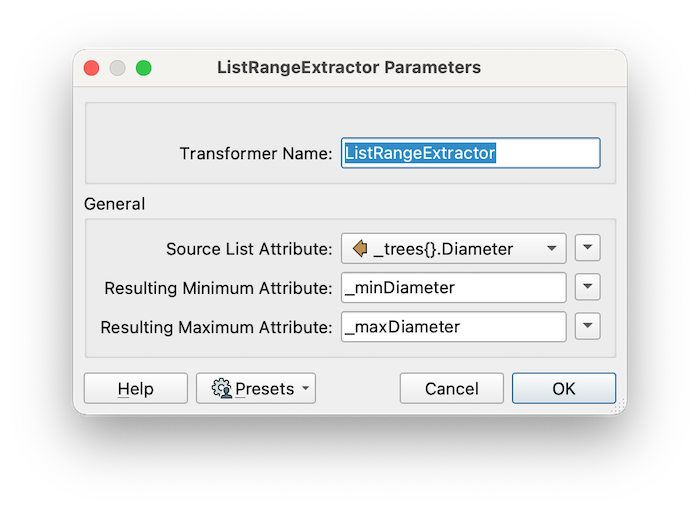 ListRangeExtractor Parameters
Transformer Name: ListRangeExtractor
General
Source List Attribute: _trees{}.Diameter
Resulting Minimum Attribute: _minDiameter
Resulting Maximum Attribute: _maxDiameter
Help Presets Cancel OK